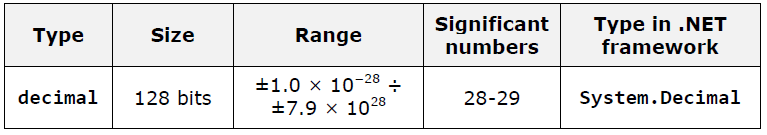 Type Size Range Significant numbers Type in .NET framework
decimal 128 bits ±1.0 × 10⁻²⁸ ÷ ±7.9 × 10²⁸ 28-29 System.Decimal